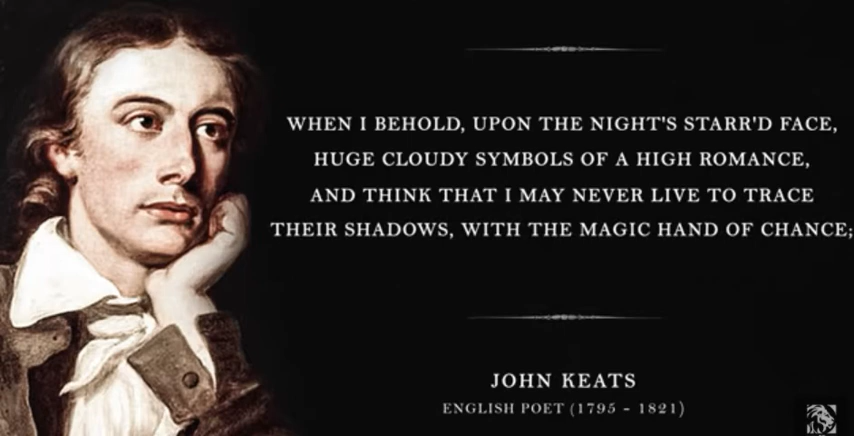 WHEN I BEHOLD, UPON THE NIGHT'S STARR'D FACE,
HUGE CLOUDY SYMBOLS OF A HIGH ROMANCE,
AND THINK THAT I MAY NEVER LIVE TO TRACE
THEIR SHADOWS, WITH THE MAGIC HAND OF CHANCE;
JOHN KEATS
ENGLISH POET (1795 - 1821)